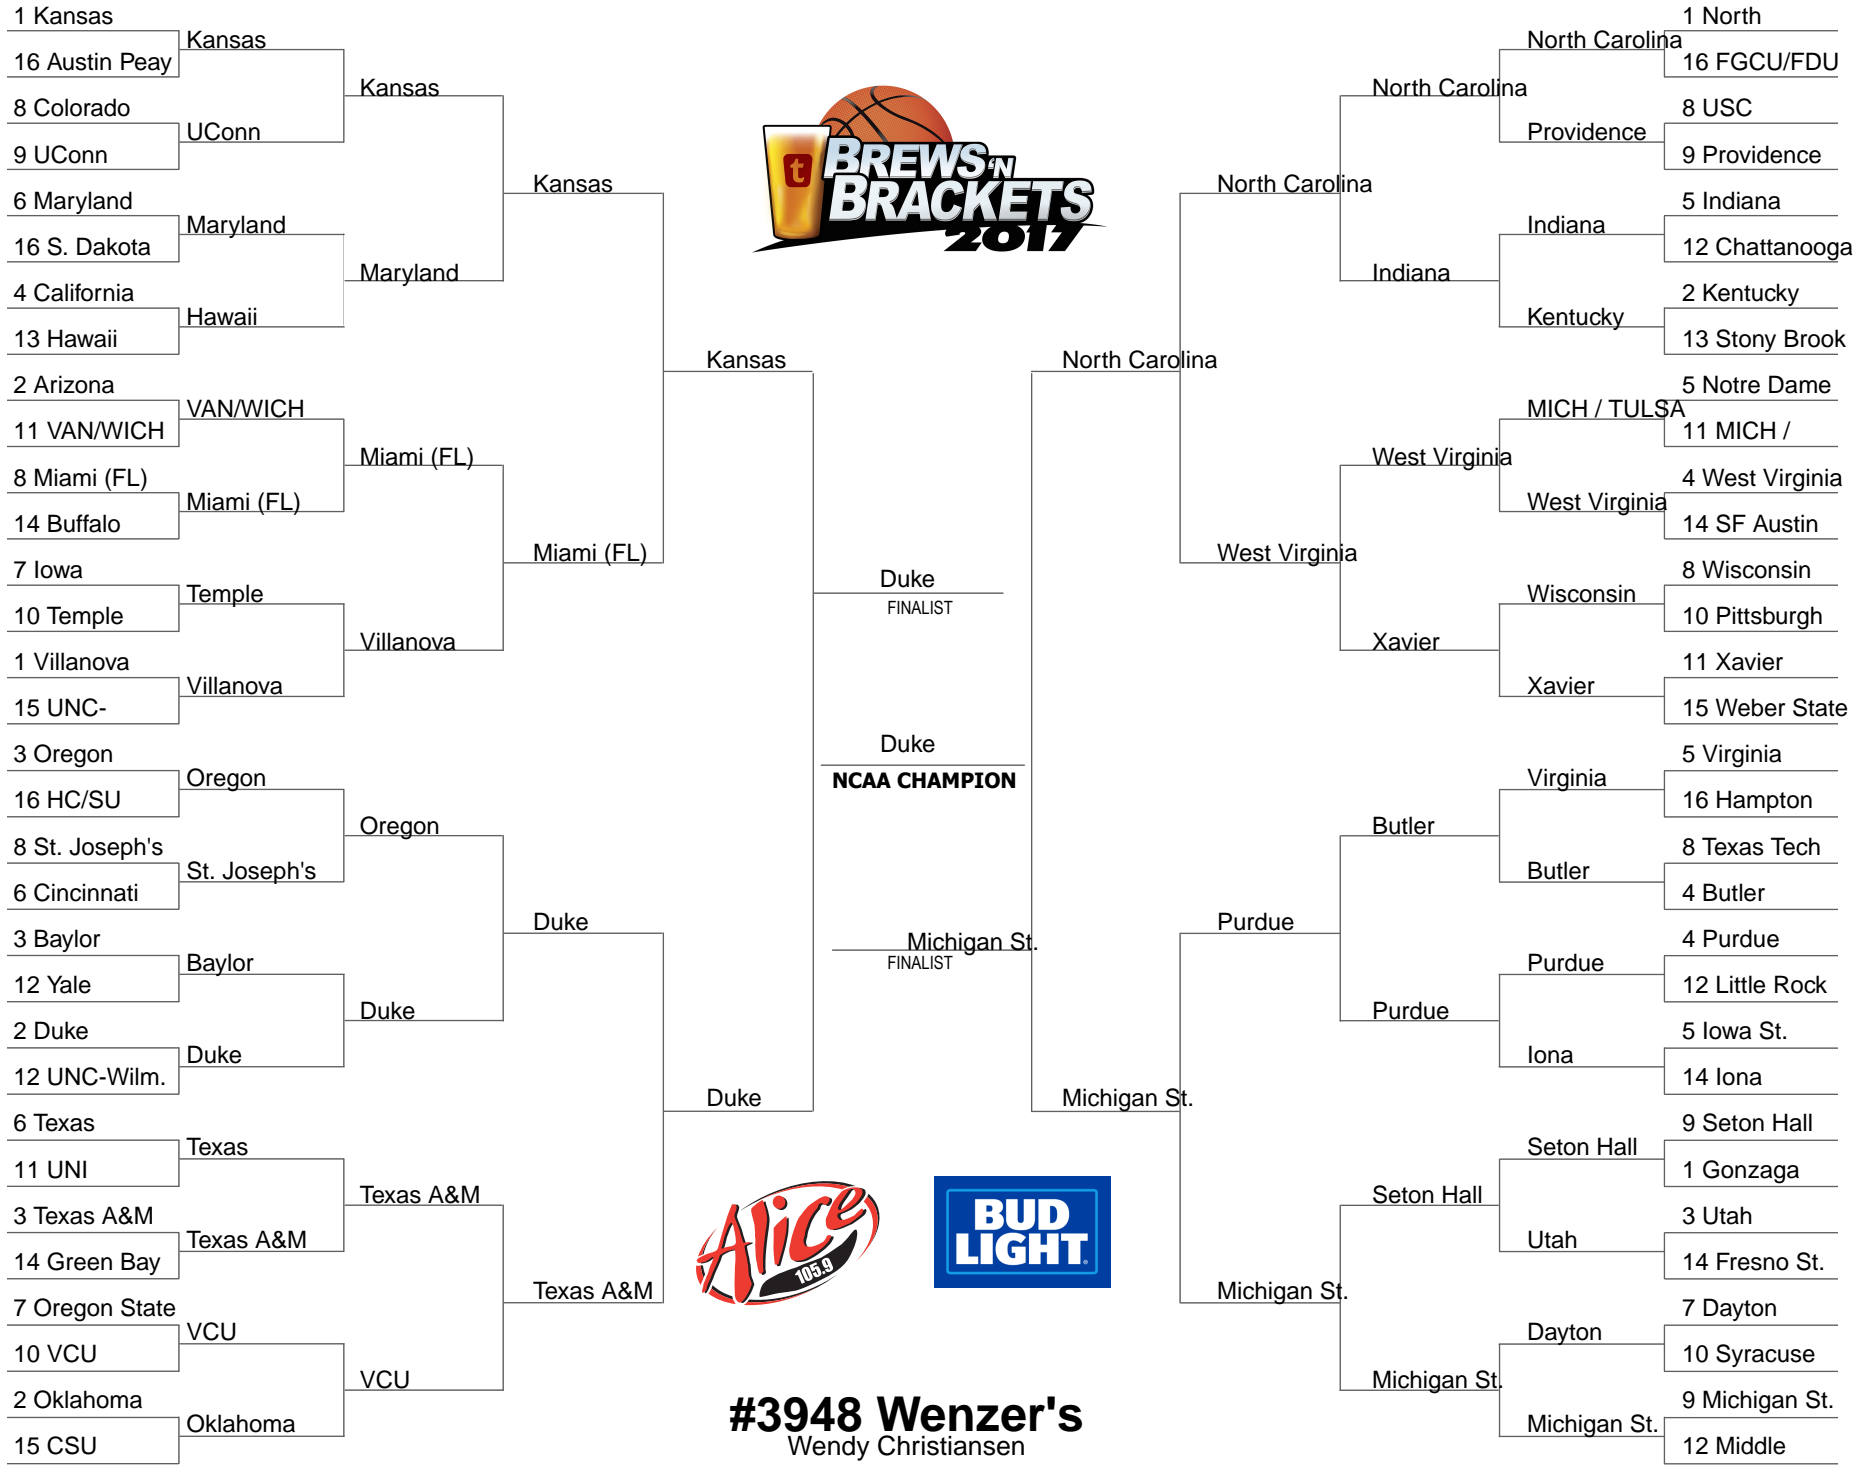 1 Kansas
16 Austin Peay
8 Colorado
9 UConn
6 Maryland
16 S. Dakota
4 California
13 Hawaii
2 Arizona
11 VAN/WICH
8 Miami (FL)
14 Buffalo
7 Iowa
10 Temple
1 Villanova
15 UNC-
3 Oregon
16 HC/SU
8 St. Joseph's
6 Cincinnati
3 Baylor
12 Yale
2 Duke
12 UNC-Wilm.
6 Texas
11 UNI
3 Texas A&M
14 Green Bay
7 Oregon State
10 VCU
2 Oklahoma
15 CSU
Kansas
UConn
Maryland
Hawaii
VAN/WICH
Miami (FL)
Temple
Villanova
Oregon
St. Joseph's
Baylor
Duke
Texas
Texas A&M
VCU
Oklahoma
Kansas
Maryland
Miami (FL)
Villanova
Oregon
Duke
Texas A&M
VCU
Kansas
Miami (FL)
Duke
Texas A&M
Kansas
Duke
t
BREWS 'N
BRACKETS
2017
Duke
FINALIST
Duke
NCAA CHAMPION
Michigan St.
FINALIST
Alice
105.9
BUD
LIGHT
#3948 Wenzer's
Wendy Christiansen
North Carolina
Michigan St.
North Carolina
West Virginia
Purdue
Michigan St.
North Carolina
Indiana
West Virginia
Xavier
Butler
Purdue
Seton Hall
Michigan St.
North Carolina
Providence
Indiana
Kentucky
MICH / TULSA
West Virginia
Wisconsin
Xavier
Virginia
Butler
Purdue
Iona
Seton Hall
Utah
Dayton
Michigan St.
1 North
16 FGCU/FDU
8 USC
9 Providence
5 Indiana
12 Chattanooga
2 Kentucky
13 Stony Brook
5 Notre Dame
11 MICH /
4 West Virginia
14 SF Austin
8 Wisconsin
10 Pittsburgh
11 Xavier
15 Weber State
5 Virginia
16 Hampton
8 Texas Tech
4 Butler
4 Purdue
12 Little Rock
5 Iowa St.
14 Iona
9 Seton Hall
1 Gonzaga
3 Utah
14 Fresno St.
7 Dayton
10 Syracuse
9 Michigan St.
12 Middle